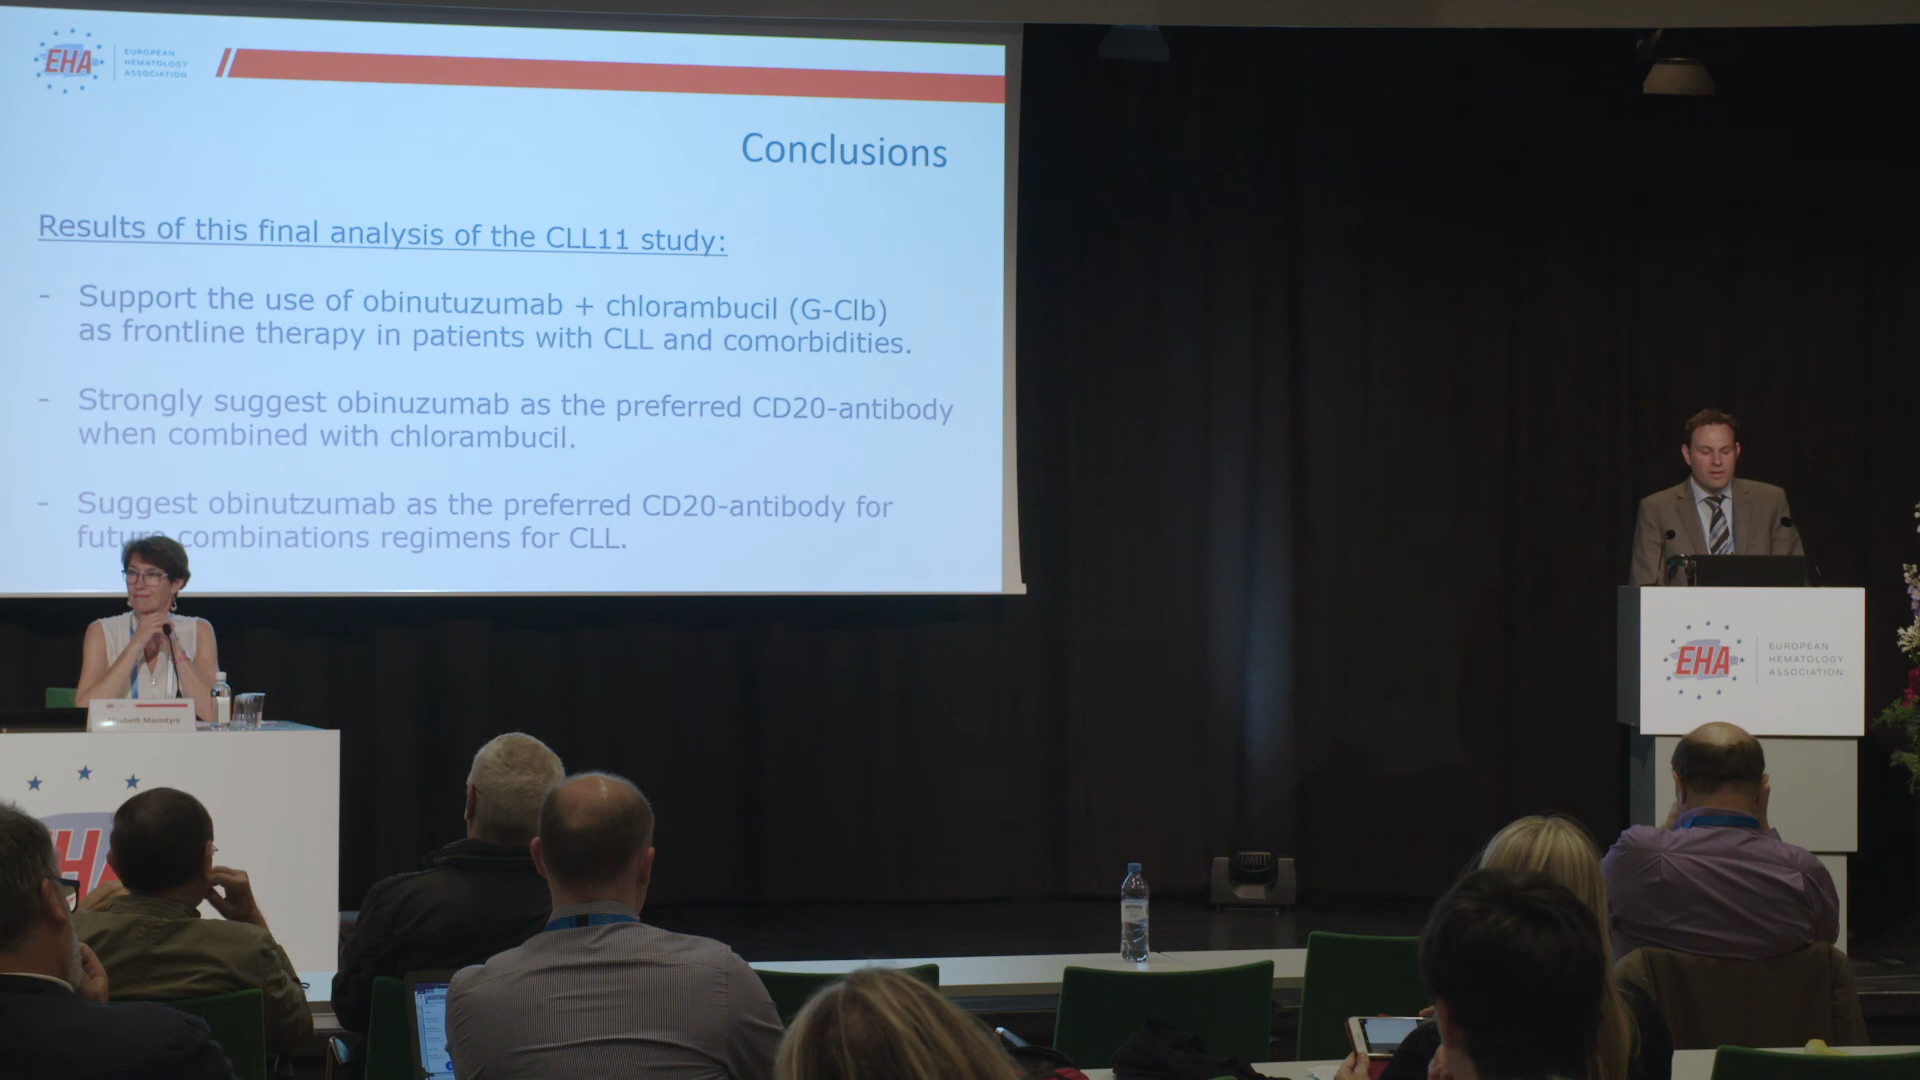 EHA
EUROPEAN
HEMATOLOGY
ASSOCIATION
Conclusions
Results of this final analysis of the CLL11 study:
- Support the use of obinutuzumab + chlorambucil (G-Clb)
as frontline therapy in patients with CLL and comorbidities.
- Strongly suggest obinuzumab as the preferred CD20-antibody
when combined with chlorambucil.
- Suggest obinutzumab as the preferred CD20-antibody for
future combinations regimens for CLL.
Macintyre
EHA
EUROPEAN
HEMATOLOGY
ASSOCIATION